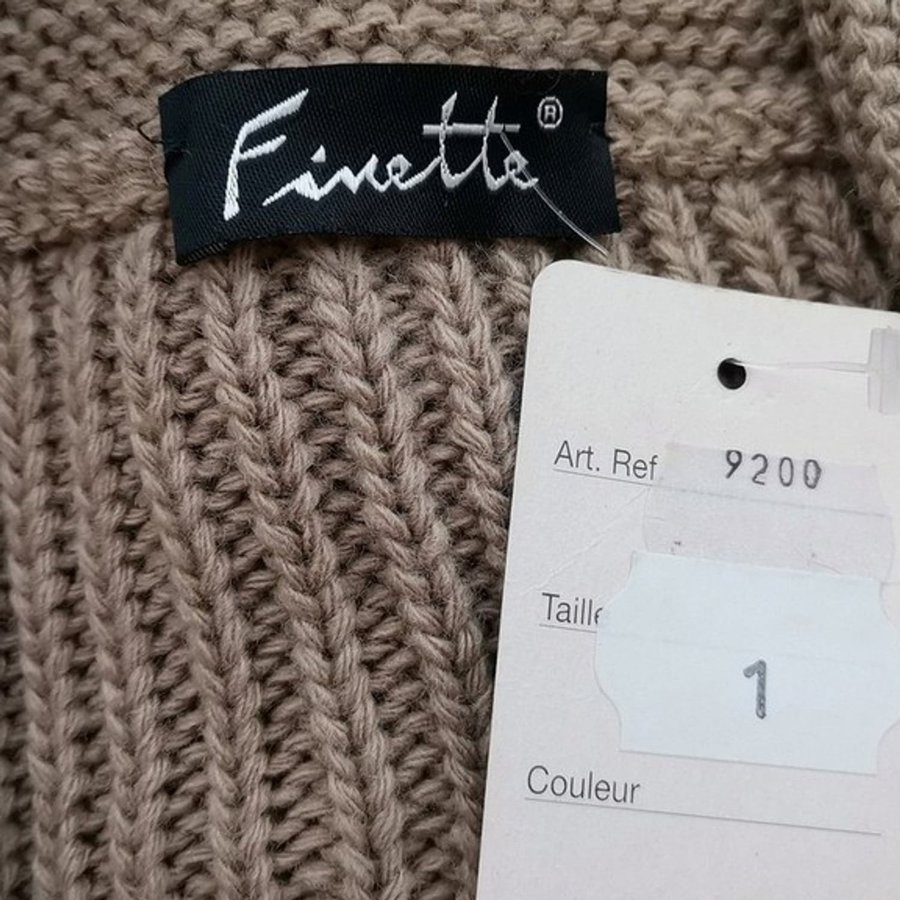 Finette®
Art. Ref 9200
Taille 1
Couleur